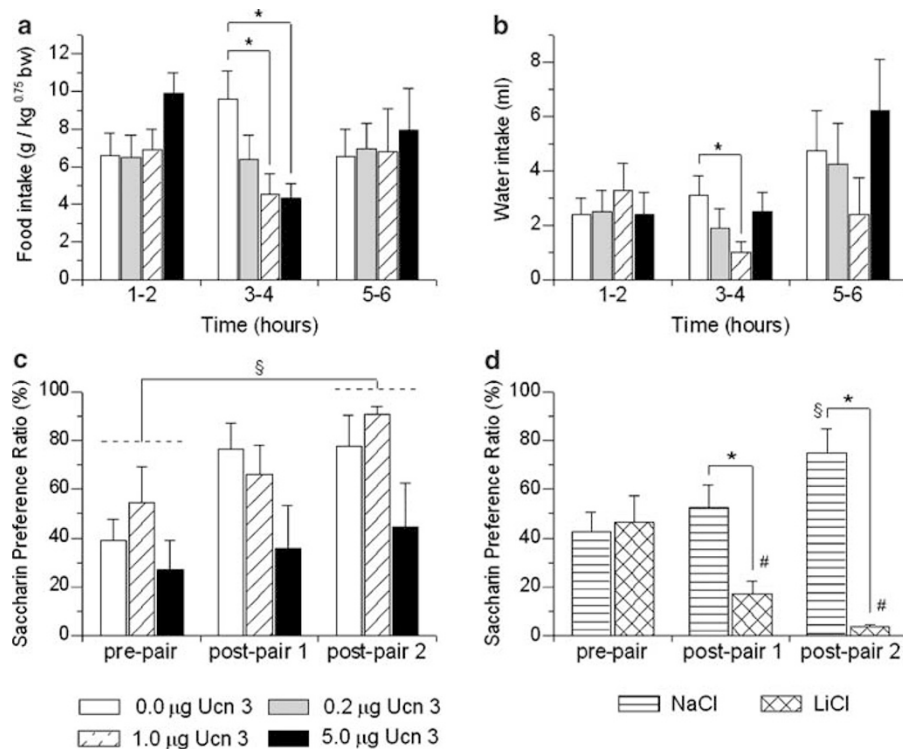 a
Food intake (g / kg 0.75 bw)
12
10
8
6
4
2
0
*
*
1-2 3-4 5-6
Time (hours)
b
Water intake (ml)
8
6
4
2
0
*
1-2 3-4 5-6
Time (hours)
c
Saccharin Preference Ratio (%)
100
80
60
40
20
0
§
pre-pair post-pair 1 post-pair 2
0.0 μg Ucn 3 0.2 μg Ucn 3
1.0 μg Ucn 3 5.0 μg Ucn 3
d
Saccharin Preference Ratio (%)
100
80
60
40
20
0
§ *
*
#
#
pre-pair post-pair 1 post-pair 2
NaCl LiCl